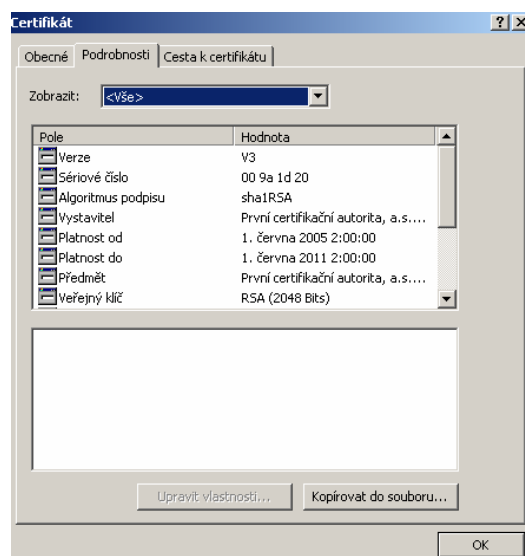 Certifikát
Obecné Podrobnosti Cesta k certifikátu
Zobrazit: <Vše>
Pole Hodnota
Verze V3
Sériové číslo 00 9a 1d 20
Algoritmus podpisu sha1RSA
Vystavitel První certifikační autorita, a.s....
Platnost od 1. června 2005 2:00:00
Platnost do 1. června 2011 2:00:00
Předmět První certifikační autorita, a.s....
Veřejný klíč RSA (2048 Bits)
Upravit vlastnosti... Kopírovat do souboru...
OK